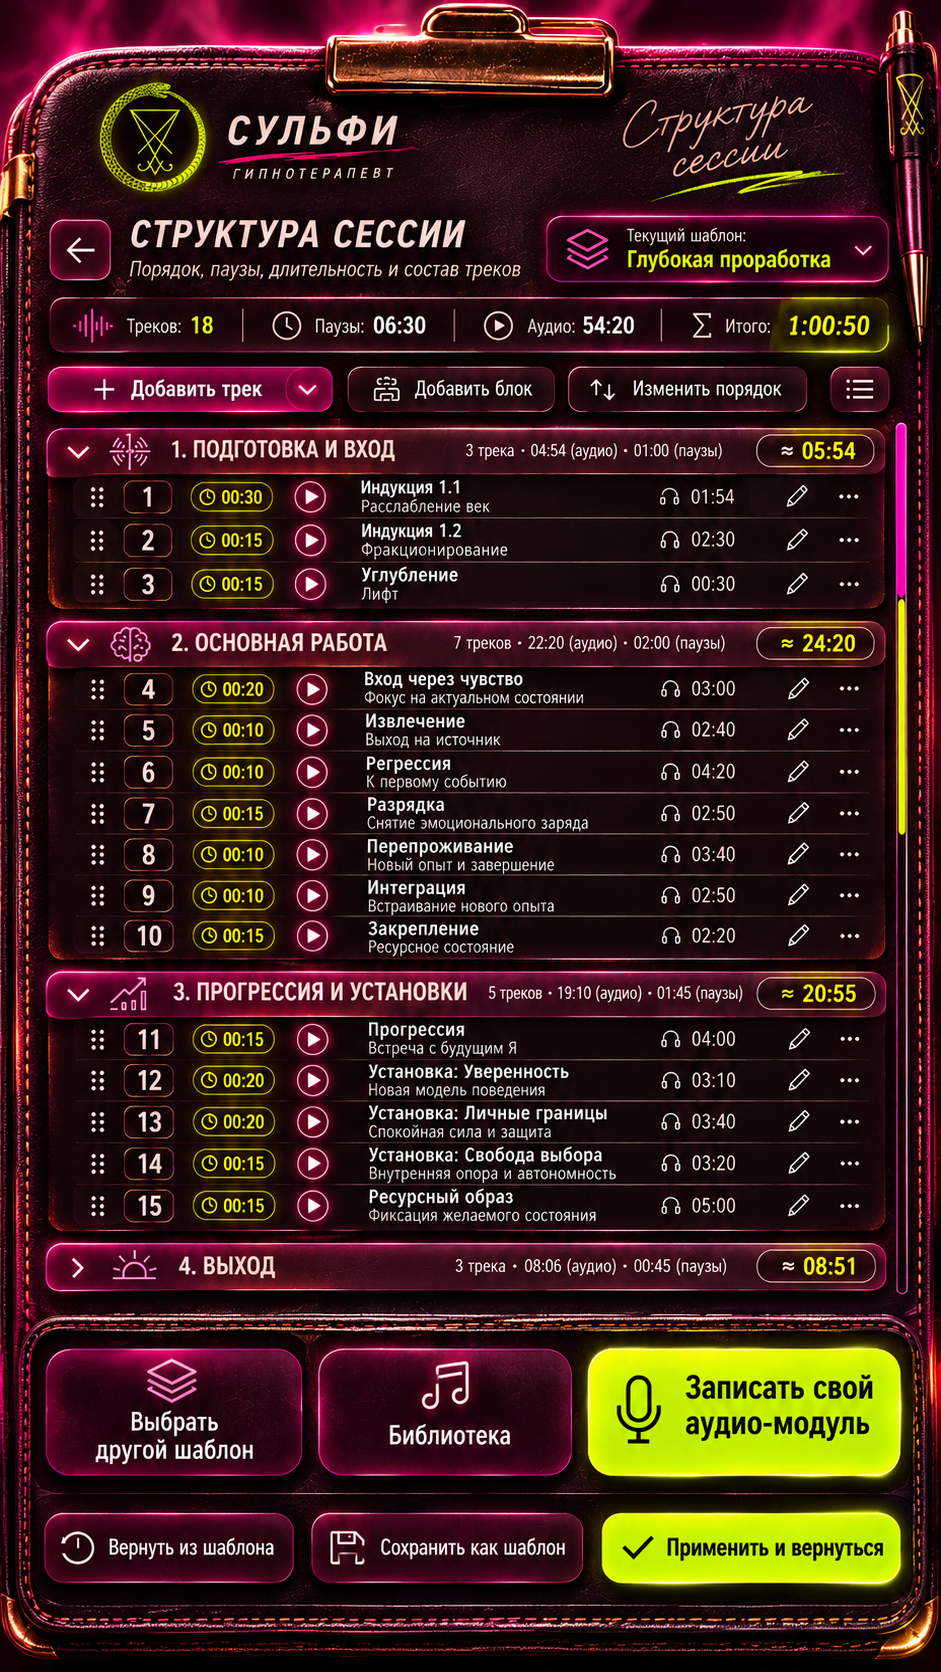 СУЛЬФИ
ГИПНОТЕРАПЕВТ
Структура
сессии
СТРУКТУРА СЕССИИ
Порядок, паузы, длительность и состав треков
Текущий шаблон:
Глубокая проработка
Треков: 18
Паузы: 06:30
Аудио: 54:20
Итого: 1:00:50
+ Добавить трек
Добавить блок
Изменить порядок
1. ПОДГОТОВКА И ВХОД 3 трека • 04:54 (аудио) • 01:00 (паузы) ≈ 05:54
1 00:30 Индукция 1.1 01:54
Расслабление век
2 00:15 Индукция 1.2 02:30
Фракционирование
3 00:15 Углубление 00:30
Лифт
2. ОСНОВНАЯ РАБОТА 7 треков • 22:20 (аудио) • 02:00 (паузы) ≈ 24:20
4 00:20 Вход через чувство 03:00
Фокус на актуальном состоянии
5 00:10 Извлечение 02:40
Выход на источник
6 00:10 Регрессия 04:20
К первому событию
7 00:15 Разрядка 02:50
Снятие эмоционального заряда
8 00:10 Перепроживание 03:40
Новый опыт и завершение
9 00:10 Интеграция 02:50
Встраивание нового опыта
10 00:15 Закрепление 02:20
Ресурсное состояние
3. ПРОГРЕССИЯ И УСТАНОВКИ 5 треков • 19:10 (аудио) • 01:45 (паузы) ≈ 20:55
11 00:15 Прогрессия 04:00
Встреча с будущим Я
12 00:20 Установка: Уверенность 03:10
Новая модель поведения
13 00:20 Установка: Личные границы 03:40
Спокойная сила и защита
14 00:15 Установка: Свобода выбора 03:20
Внутренняя опора и автономность
15 00:15 Ресурсный образ 05:00
Фиксация желаемого состояния
4. ВЫХОД 3 трека • 08:06 (аудио) • 00:45 (паузы) ≈ 08:51
Выбрать
другой шаблон
Библиотека
Записать свой
аудио-модуль
Вернуть из шаблона
Сохранить как шаблон
Применить и вернуться